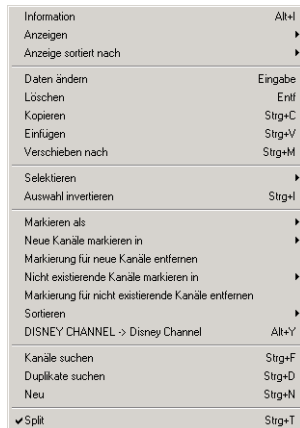 Information Alt+I
Anzeigen
Anzeige sortiert nach
Daten ändern Eingabe
Löschen Entf
Kopieren Strg+C
Einfügen Strg+V
Verschieben nach Strg+M
Selektieren
Auswahl invertieren Strg+I
Markieren als
Neue Kanäle markieren in
Markierung für neue Kanäle entfernen
Nicht existierende Kanäle markieren in
Markierung für nicht existierende Kanäle entfernen
Sortieren
DISNEY CHANNEL -> Disney Channel Alt+Y
Kanäle suchen Strg+F
Duplikate suchen Strg+D
Neu Strg+N
Split Strg+T